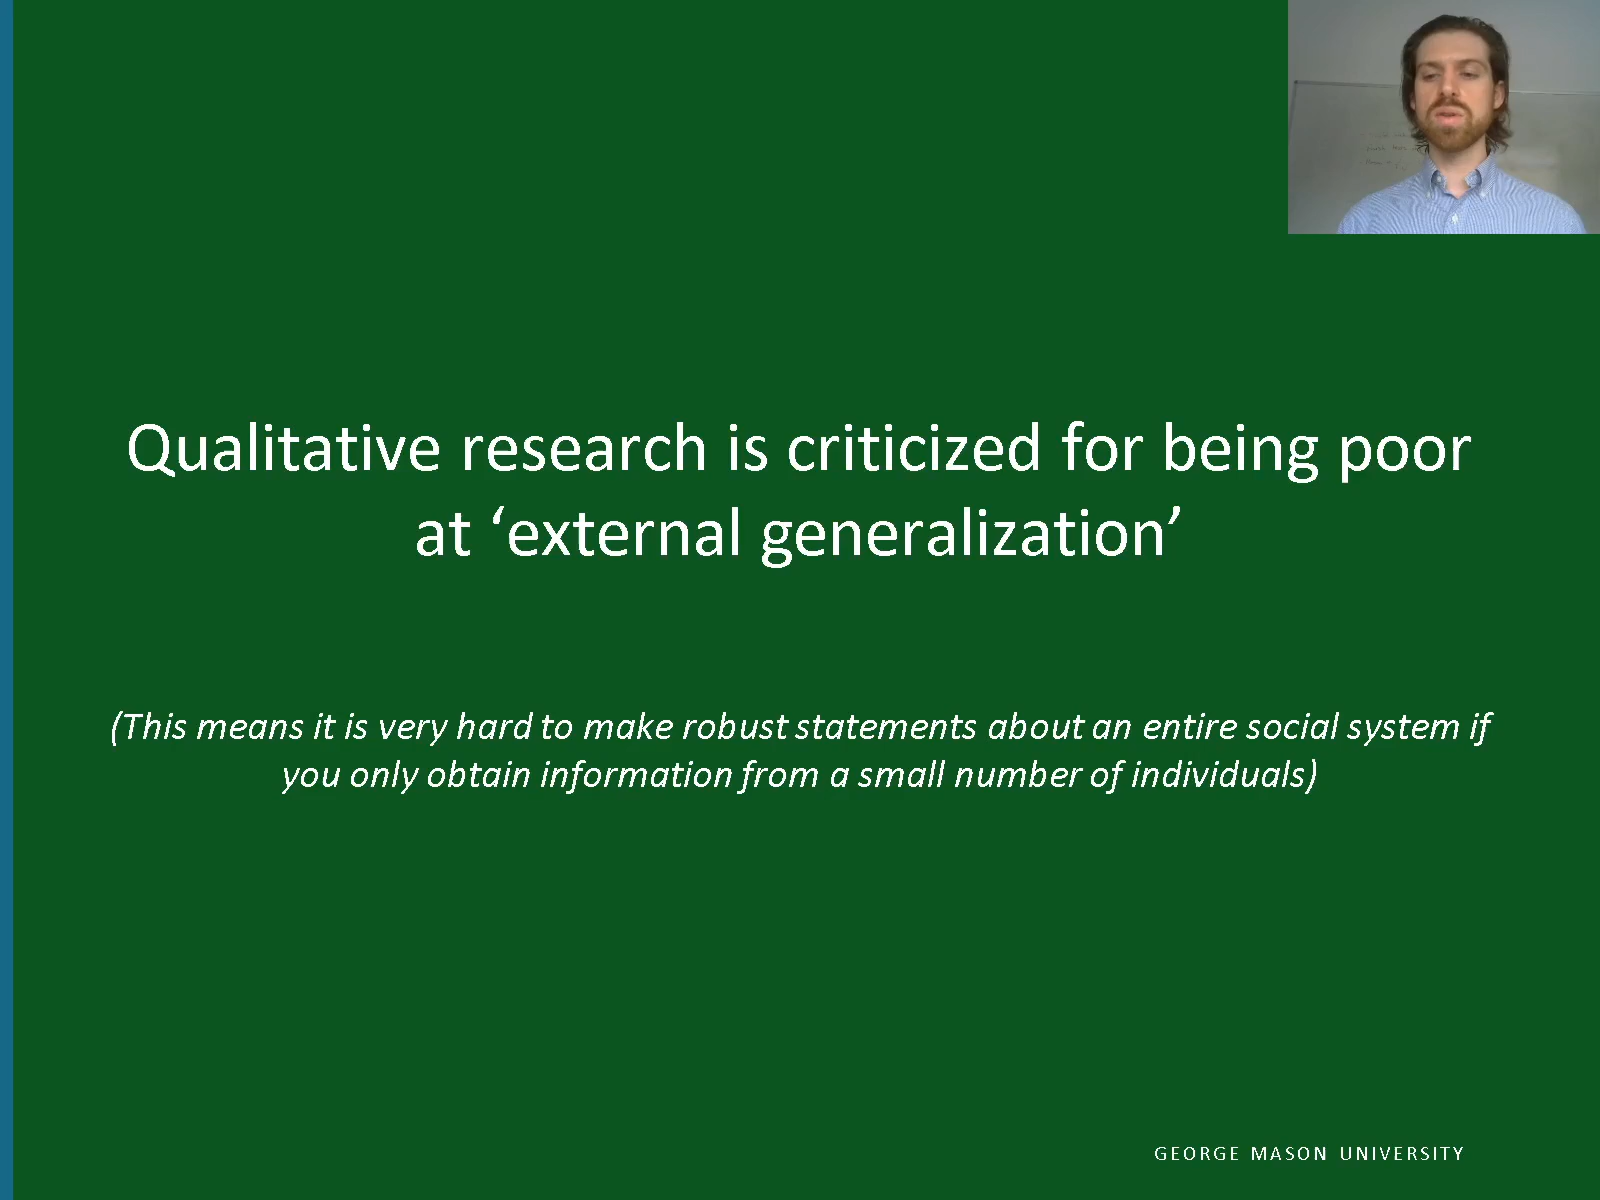 Qualitative research is criticized for being poor
at ‘external generalization’
(This means it is very hard to make robust statements about an entire social system if
you only obtain information from a small number of individuals)
GEORGE MASON UNIVERSITY